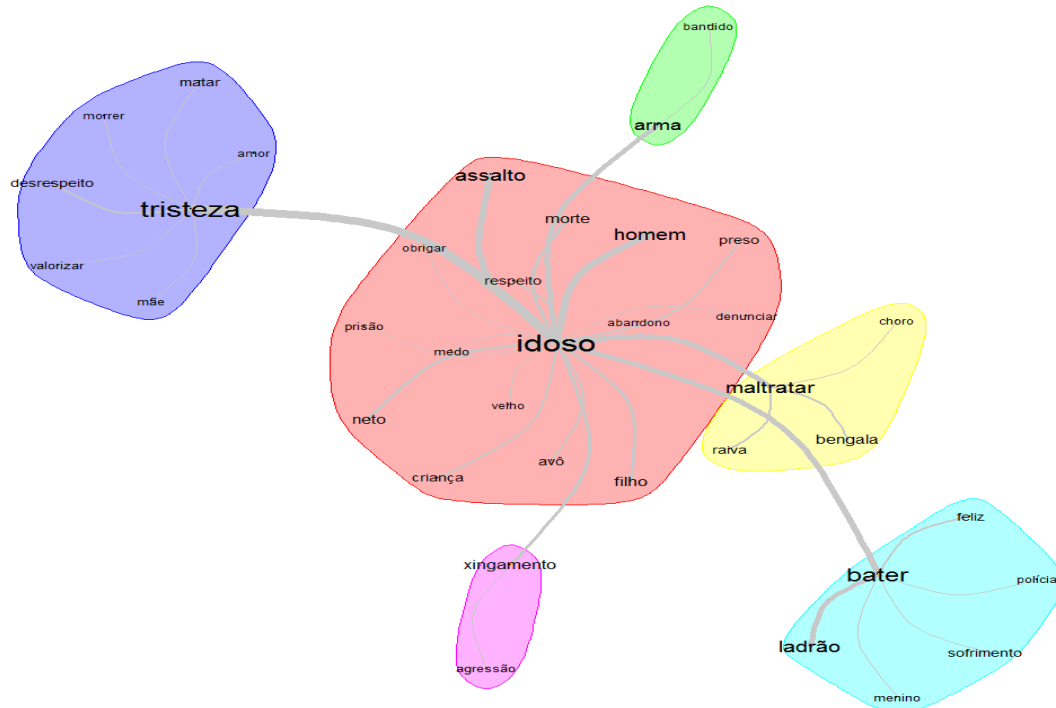 bandido
matar
morrer
arma
amor
assalto
desrespeito
tristeza
morte
homem
preso
obrigar
valorizar
respeito
mãe
abandono
denunciar
choro
prisão
idoso
medo
maltratar
velho
neto
bengala
raiva
avô
criança
filho
feliz
xingamento
bater
polícia
ladrão
sofrimento
agressão
menino